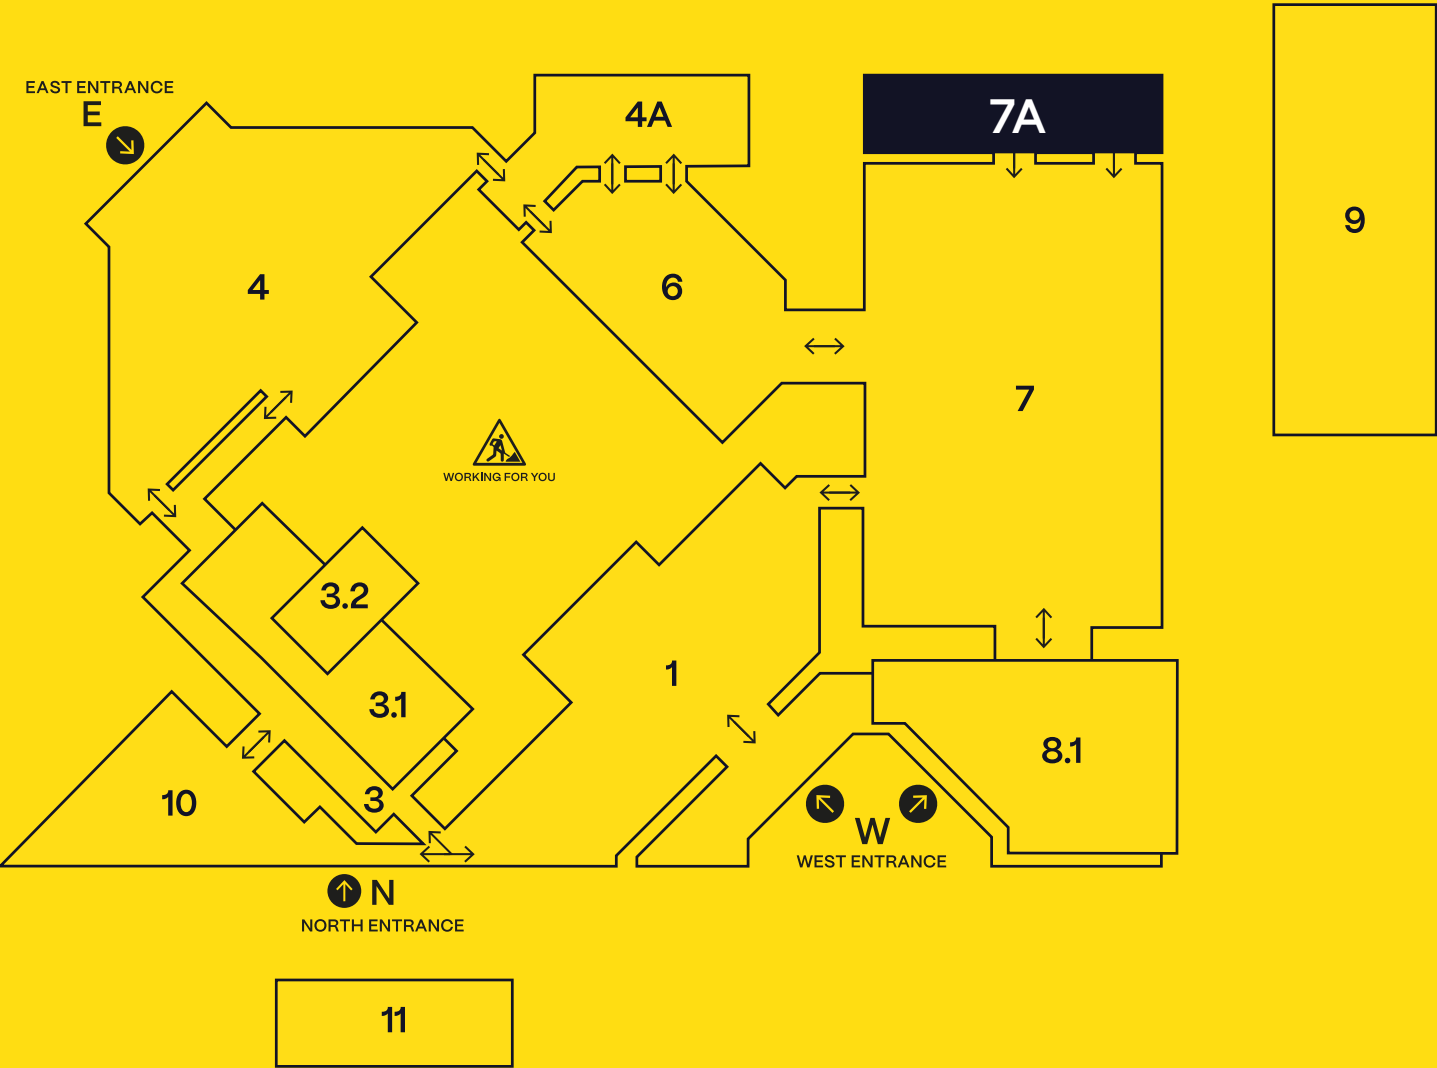 EAST ENTRANCE
E
4A
7A
9
4
6
7
WORKING FOR YOU
3.2
1
3.1
8.1
10
3
W
WEST ENTRANCE
N
NORTH ENTRANCE
11